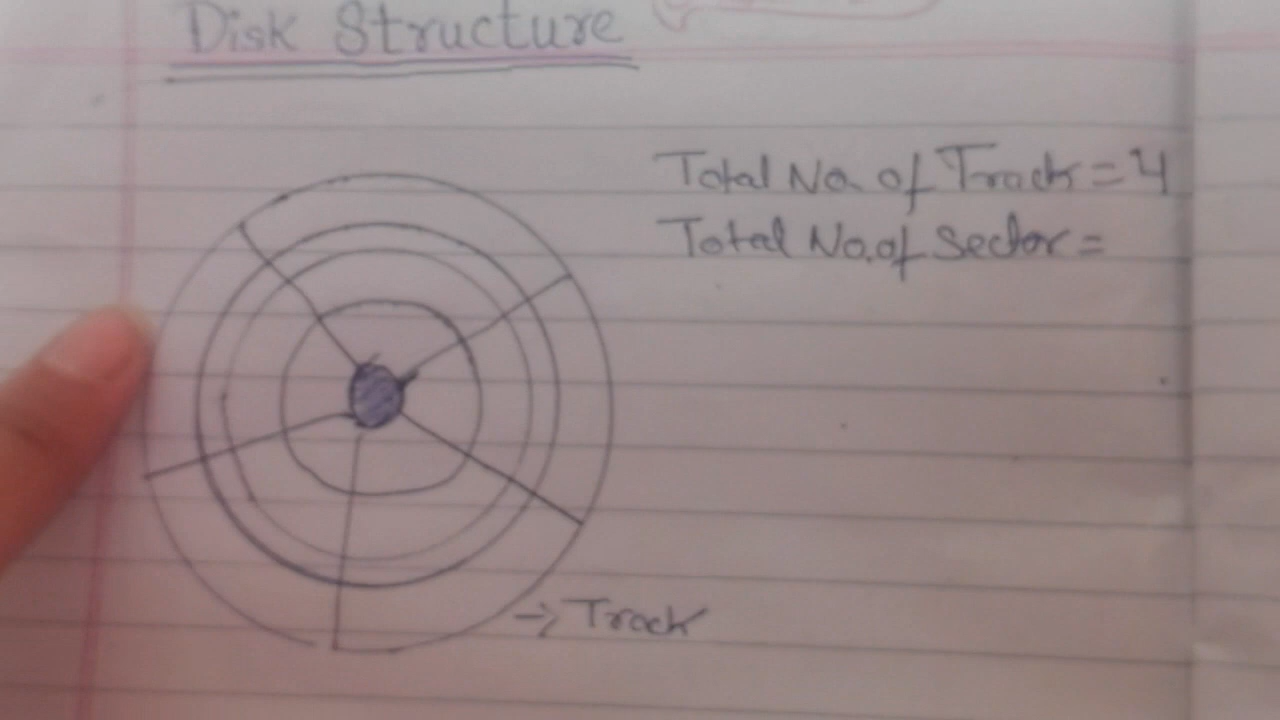 Disk Structure
Total No. of Track = 4
Total No. of Sector =
→ Track